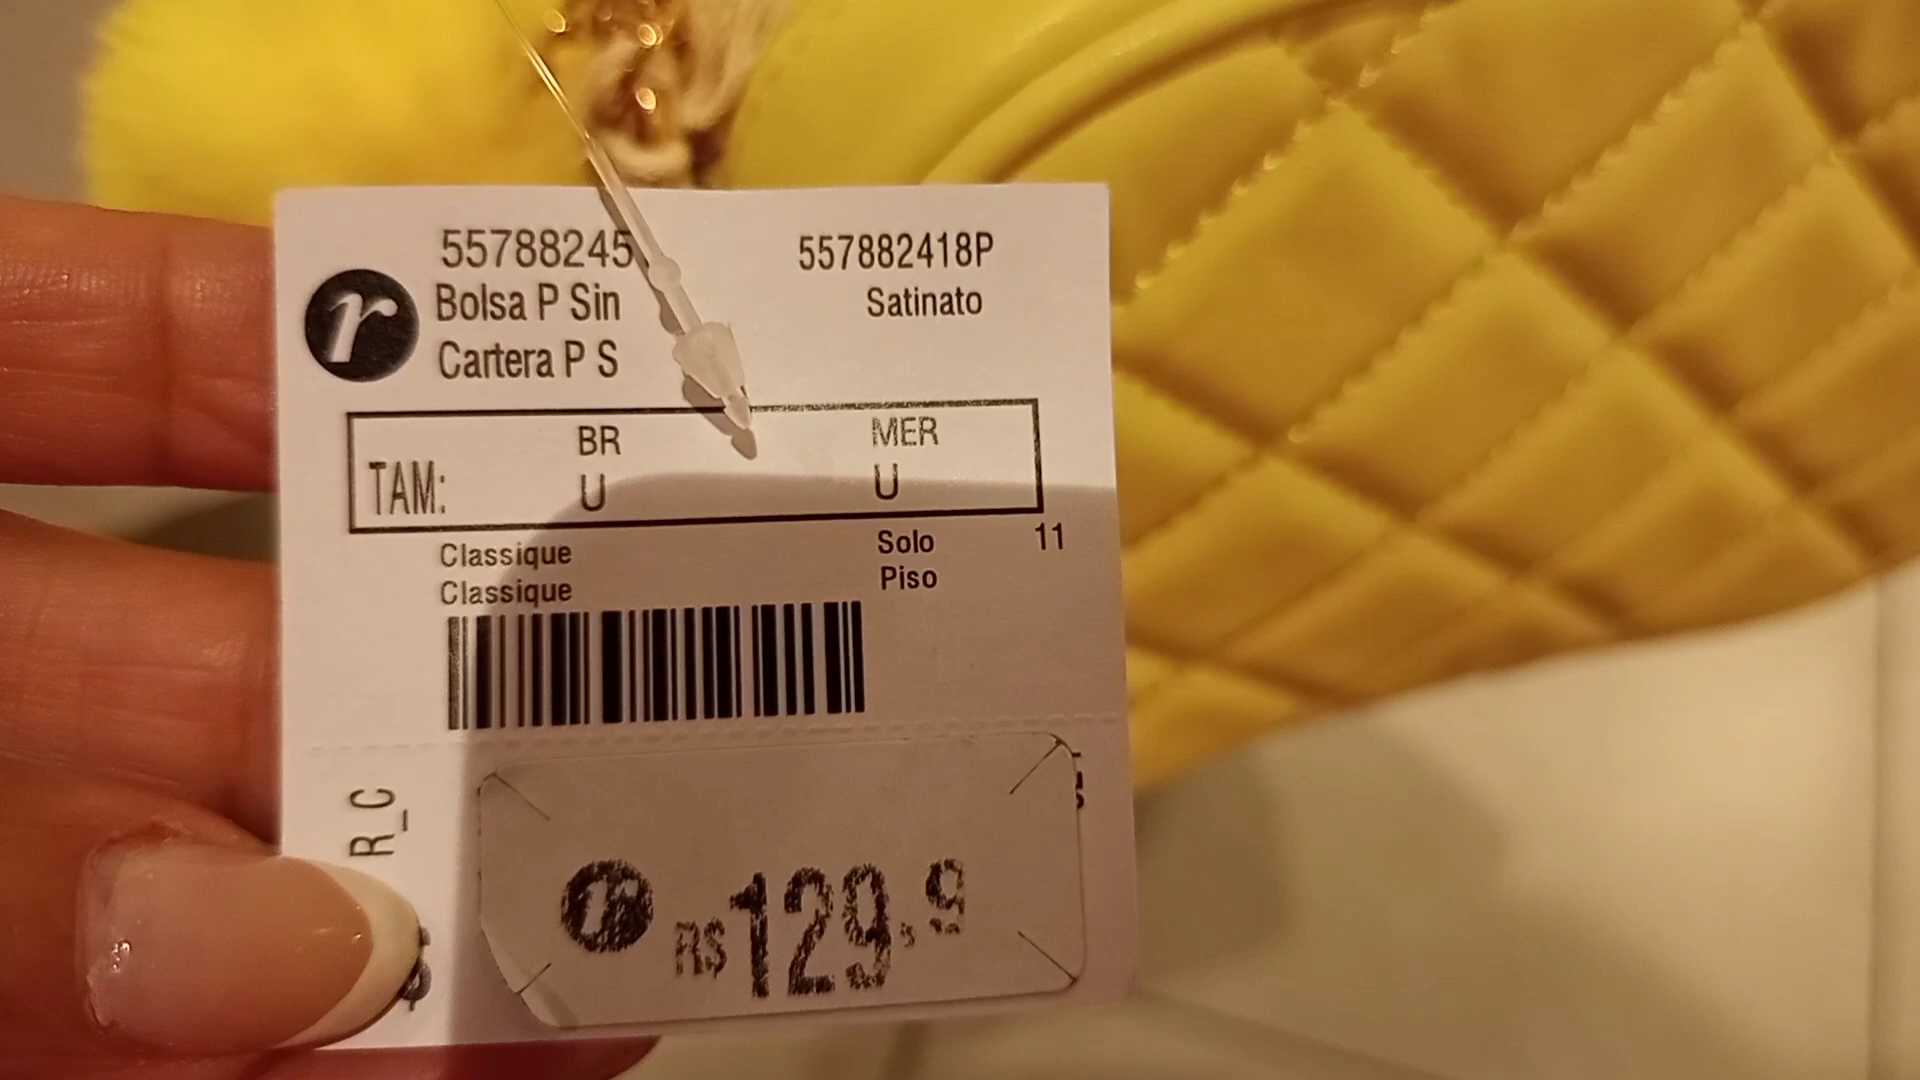 55788245 557882418P
r Bolsa P Sin Satinato
Cartera P S
BR MER
TAM: U U
Classique Solo 11
Classique Piso
R_C
r R$129,9